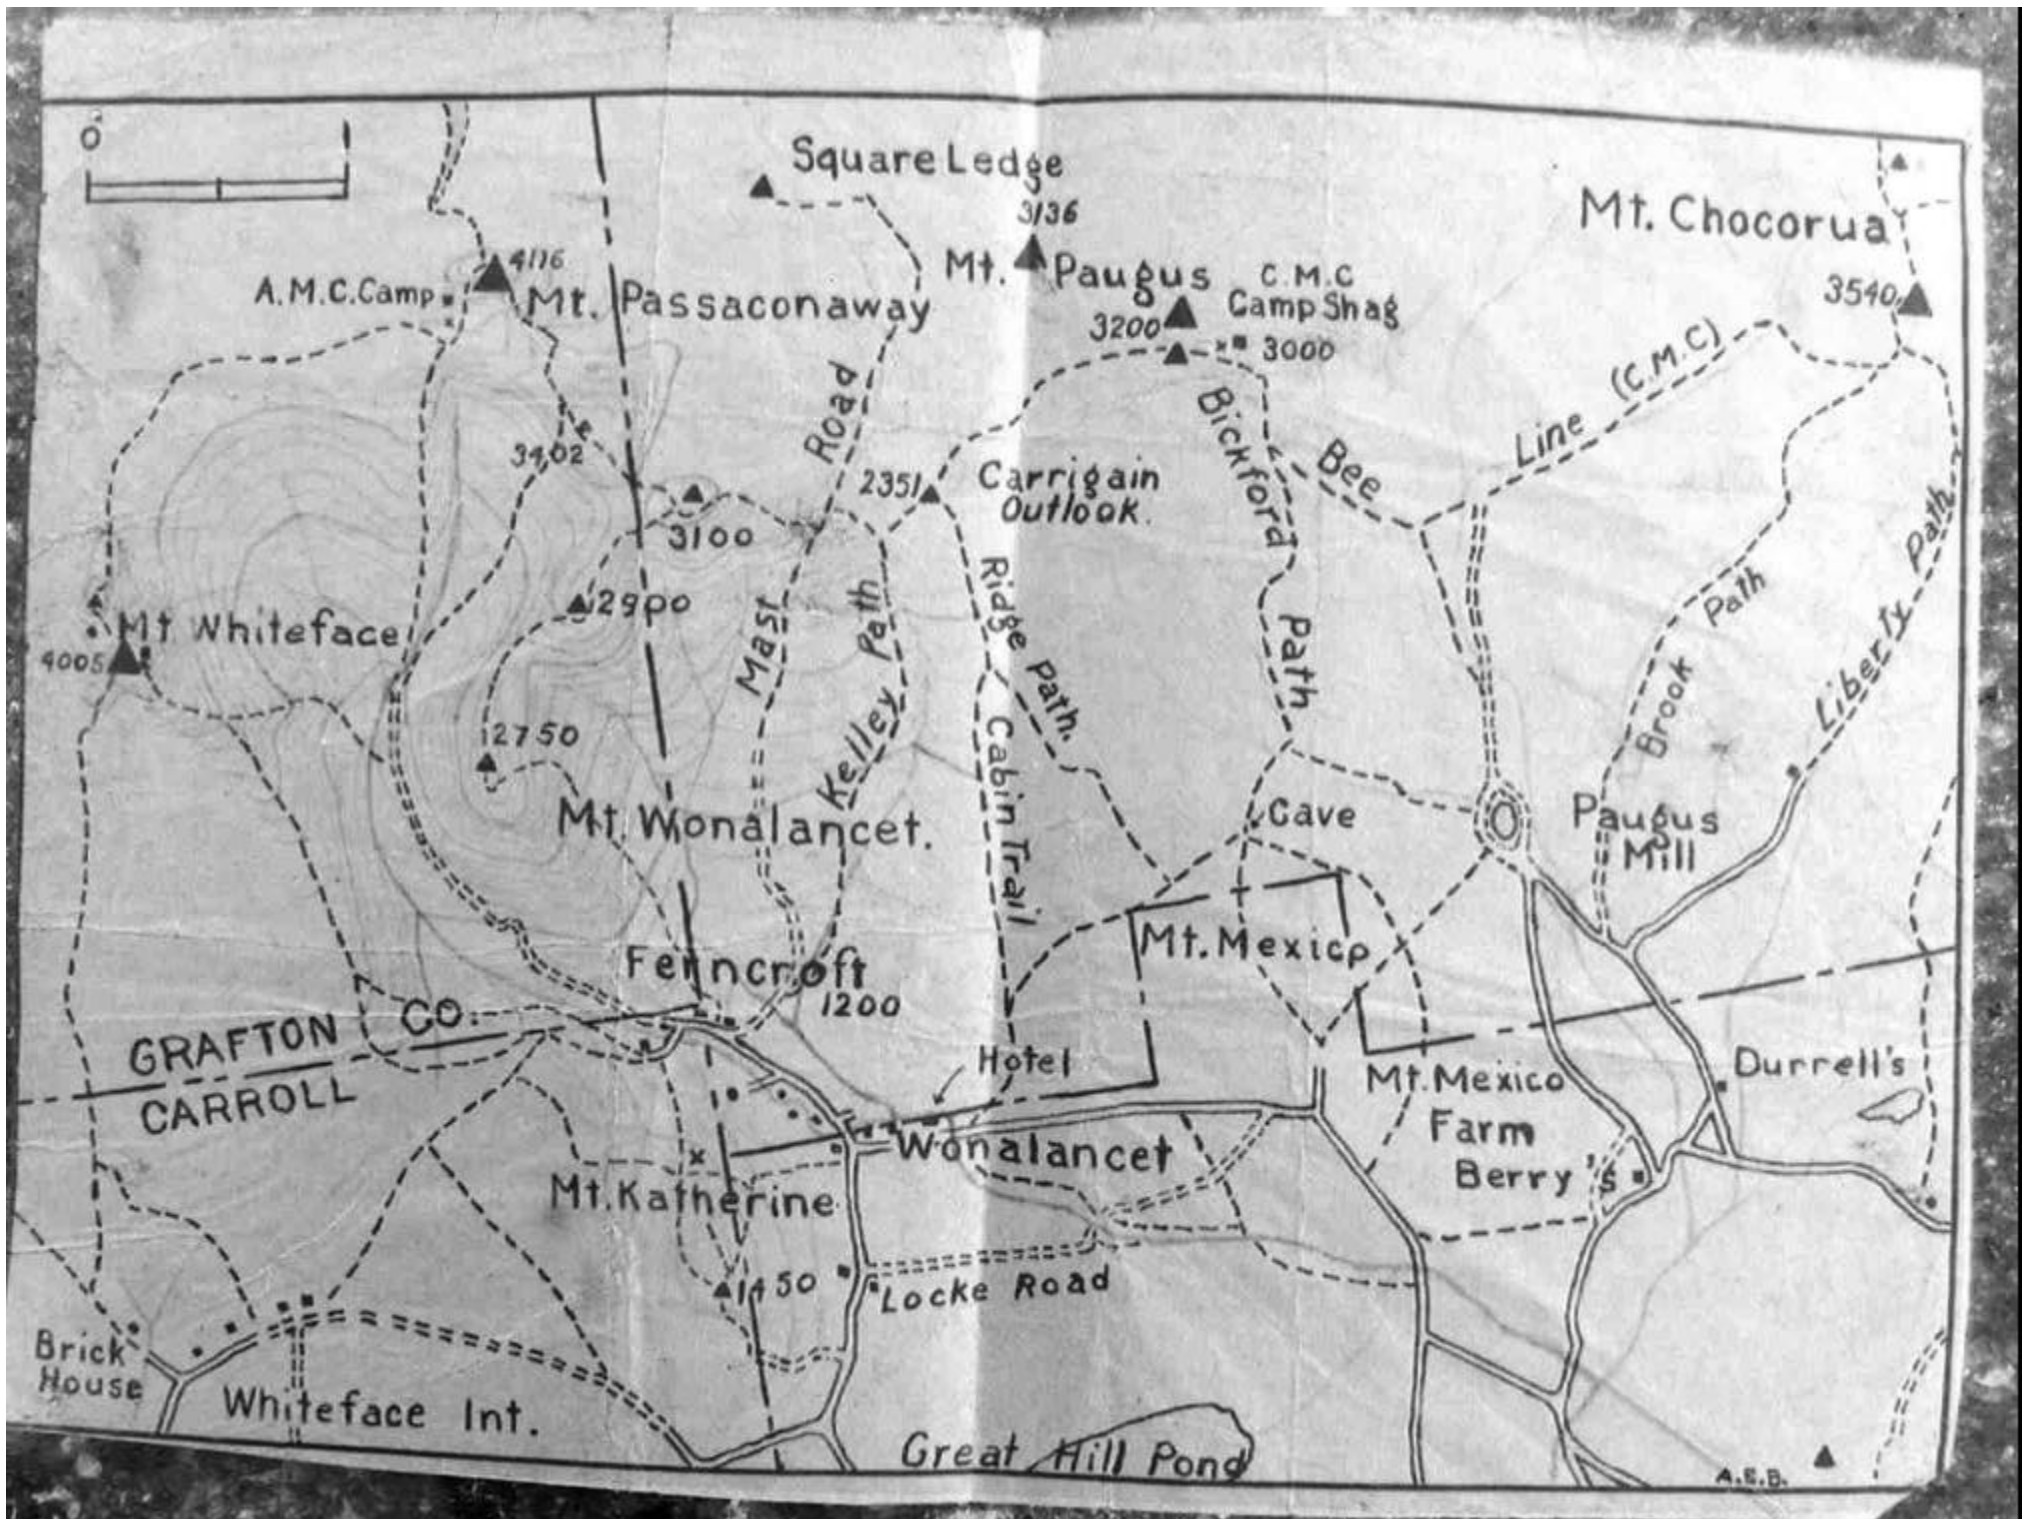 0 1
Square Ledge
3136
Mt. Chocorua
4116
A.M.C. Camp
Mt. Passaconaway
Mt. Paugus
C.M.C
Camp Shag
3200
3000
3540
Road
Bickford
Bee
Line (C.M.C)
3402
2351
Carrigain
Outlook.
3100
Path
2900
Mast
Kelley Path
Ridge Path.
Path
Path
Mt Whiteface
4005
Brook
Liberty
2750
Cabin Trail
Mt. Wonalancet.
Cave
Paugus
Mill
Ferncroft
1200
Mt. Mexico
GRAFTON CO.
CARROLL
Hotel
Durrell's
Mt. Mexico
Farm
Berry's
Wonalancet
Mt. Katherine
1450
Locke Road
Brick
House
Whiteface Int.
Great Hill Pond
A.E.B.